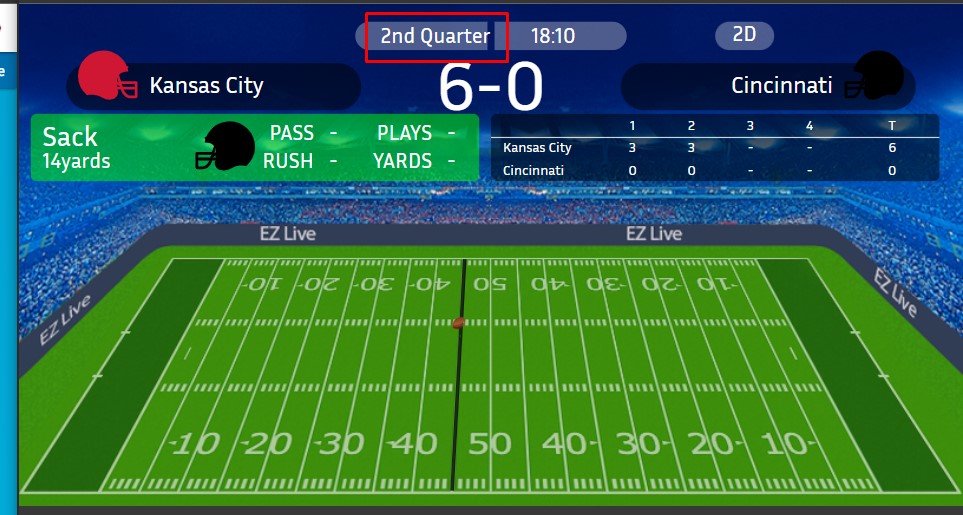 2nd Quarter 18:10 2D
Kansas City 6-0 Cincinnati
Sack PASS - PLAYS -
14yards RUSH - YARDS -
1 2 3 4 T
Kansas City 3 3 - - 6
Cincinnati 0 0 - - 0
EZ Live EZ Live
EZ Live EZ Live
10 20 30 40 50 40 30 20 10
10 20 30 40 50 40 30 20 10